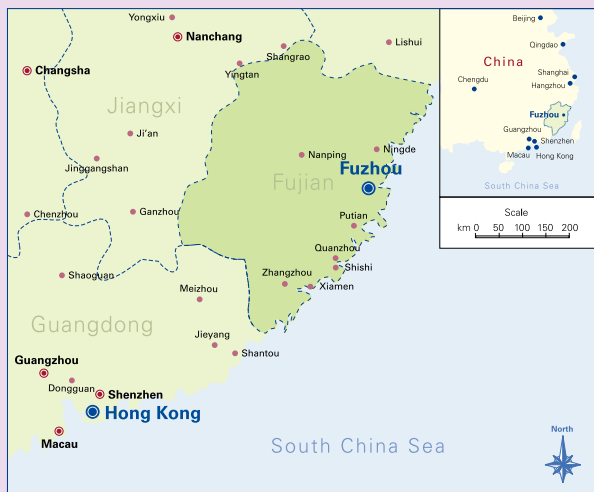 Yongxiu
Nanchang
Lishui
Shangrao
Yingtan
Changsha
Jiangxi
Ji'an
Jinggangshan
Ningde
Nanping
Fuzhou
Fujian
Chenzhou
Ganzhou
Putian
Quanzhou
Shishi
Zhangzhou
Xiamen
Shaoguan
Meizhou
Guangdong
Jieyang
Shantou
Guangzhou
Dongguan
Shenzhen
Hong Kong
Macau
South China Sea
North
Beijing
Qingdao
China
Shanghai
Chengdu
Hangzhou
Fuzhou
Guangzhou
Shenzhen
Macau
Hong Kong
South China Sea
Scale
km 0 50 100 150 200